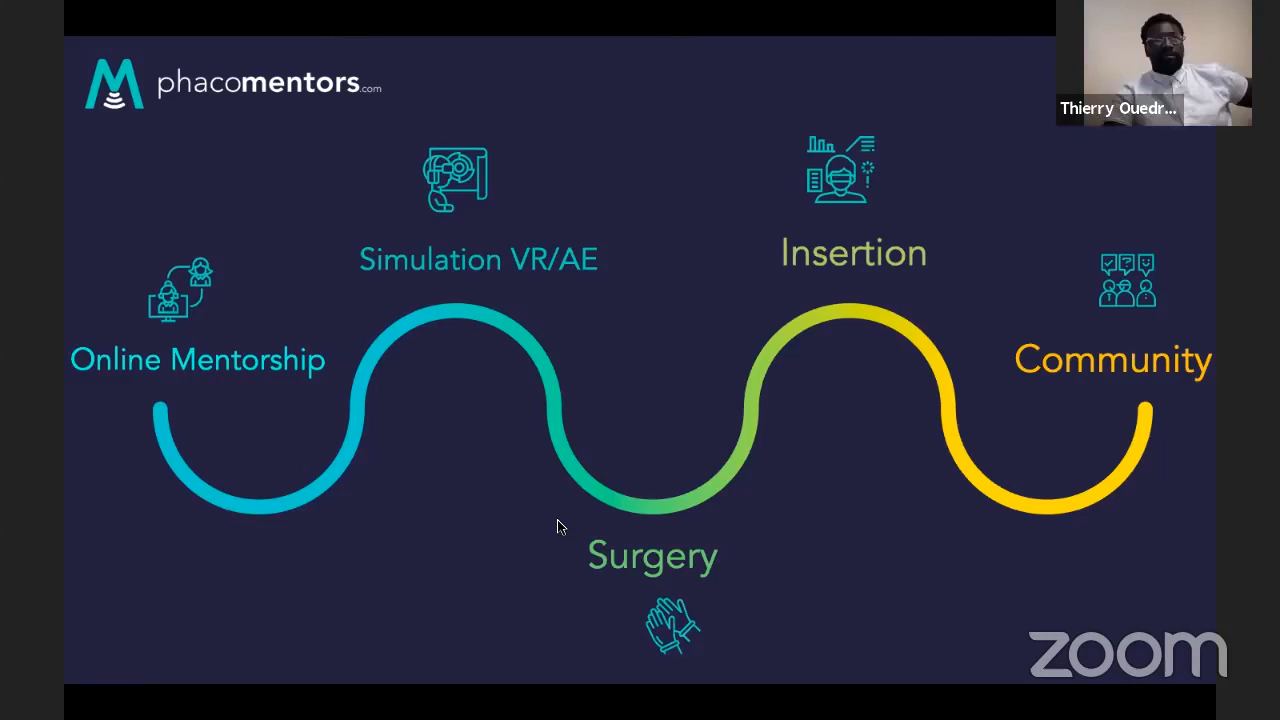 phacomentors.com
Thierry Ouedr...
Simulation VR/AE
Insertion
Online Mentorship
Community
Surgery
zoom